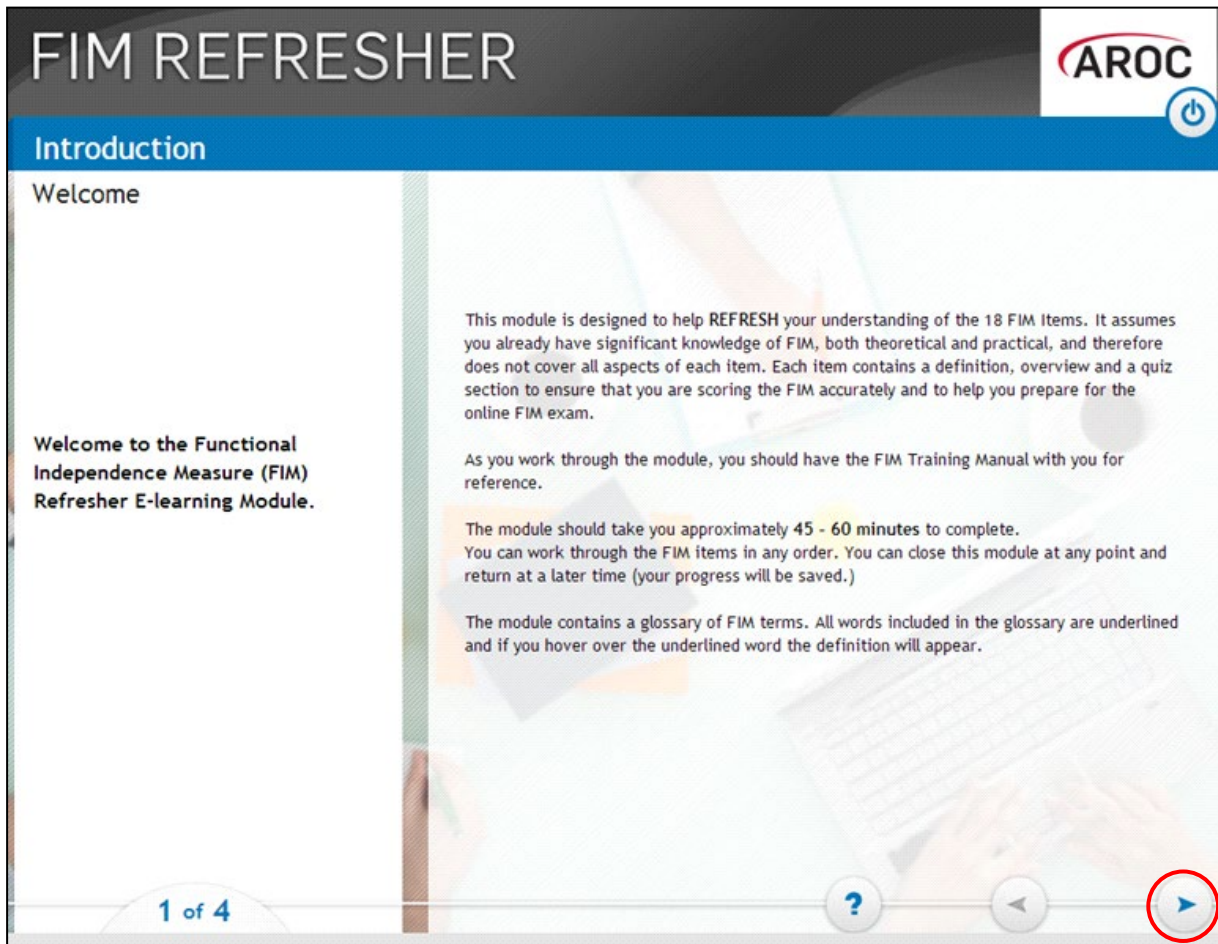 FIM REFRESHER
AROC
Introduction
Welcome
Welcome to the Functional
Independence Measure (FIM)
Refresher E-learning Module.
This module is designed to help REFRESH your understanding of the 18 FIM Items. It assumes
you already have significant knowledge of FIM, both theoretical and practical, and therefore
does not cover all aspects of each item. Each item contains a definition, overview and a quiz
section to ensure that you are scoring the FIM accurately and to help you prepare for the
online FIM exam.
As you work through the module, you should have the FIM Training Manual with you for
reference.
The module should take you approximately 45 - 60 minutes to complete.
You can work through the FIM items in any order. You can close this module at any point and
return at a later time (your progress will be saved.)
The module contains a glossary of FIM terms. All words included in the glossary are underlined
and if you hover over the underlined word the definition will appear.
1 of 4
?